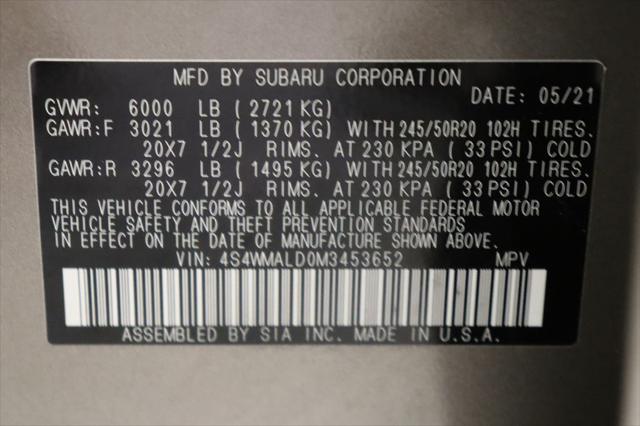 MFD BY SUBARU CORPORATION
DATE: 05/21
GVWR: 6000 LB ( 2721 KG)
GAWR:F 3021 LB ( 1370 KG) WITH 245/50R20 102H TIRES.
20X7 1/2J RIMS. AT 230 KPA ( 33 PSI) COLD
GAWR:R 3296 LB ( 1495 KG) WITH 245/50R20 102H TIRES.
20X7 1/2J RIMS. AT 230 KPA ( 33 PSI) COLD
THIS VEHICLE CONFORMS TO ALL APPLICABLE FEDERAL MOTOR
VEHICLE SAFETY AND THEFT PREVENTION STANDARDS
IN EFFECT ON THE DATE OF MANUFACTURE SHOWN ABOVE.
VIN: 4S4WMALD0M3453652 MPV
ASSEMBLED BY SIA INC. MADE IN U.S.A.